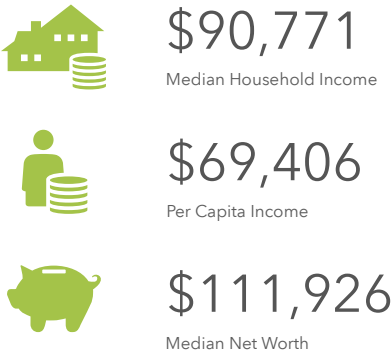 $90,771
Median Household Income
$69,406
Per Capita Income
$111,926
Median Net Worth